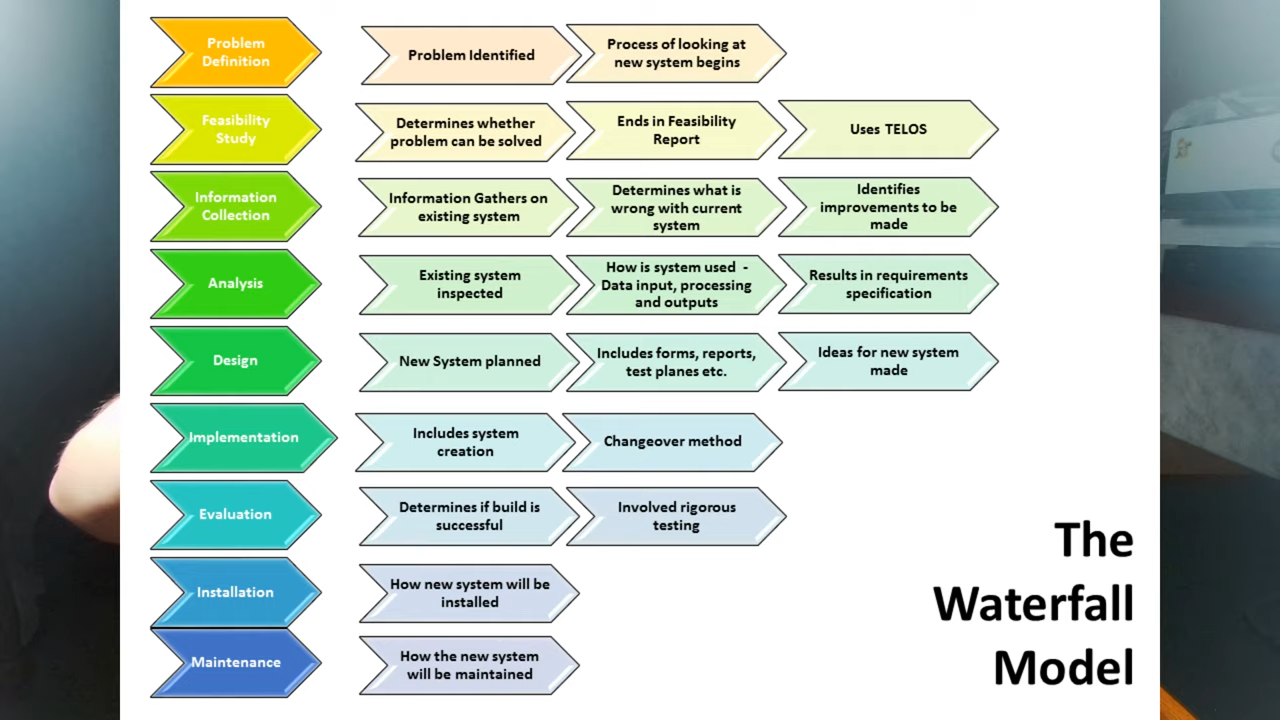 Problem
Definition
Problem Identified
Process of looking at
new system begins
Feasibility
Study
Determines whether
problem can be solved
Ends in Feasibility
Report
Uses TELOS
Information
Collection
Information Gathers on
existing system
Determines what is
wrong with current
system
Identifies
improvements to be
made
Analysis
Existing system
inspected
How is system used -
Data input, processing
and outputs
Results in requirements
specification
Design
New System planned
Includes forms, reports,
test planes etc.
Ideas for new system
made
Implementation
Includes system
creation
Changeover method
Evaluation
Determines if build is
successful
Involved rigorous
testing
Installation
How new system will be
installed
Maintenance
How the new system
will be maintained
The
Waterfall
Model